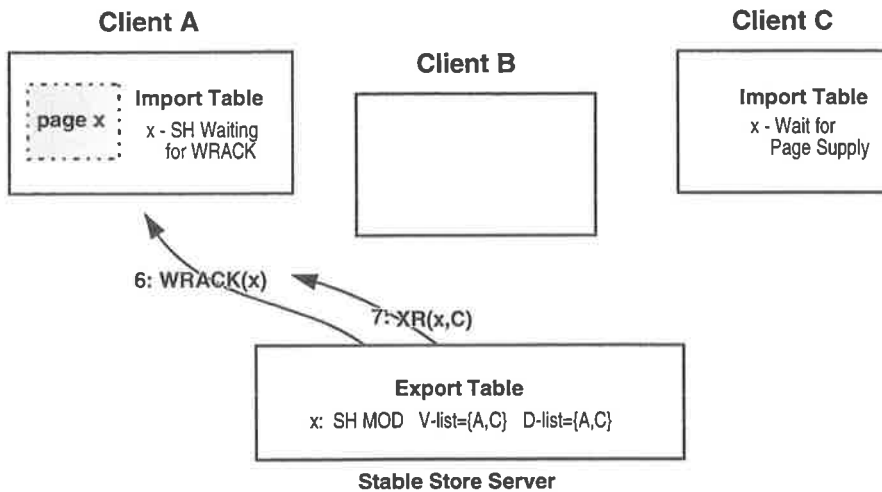 Client A
Client B
Client C
page x
Import Table
x - SH Waiting
for WRACK
Import Table
x - Wait for
Page Supply
6: WRACK(x)
7: XR(x,C)
Export Table
x: SH MOD V-list={A,C} D-list={A,C}
Stable Store Server